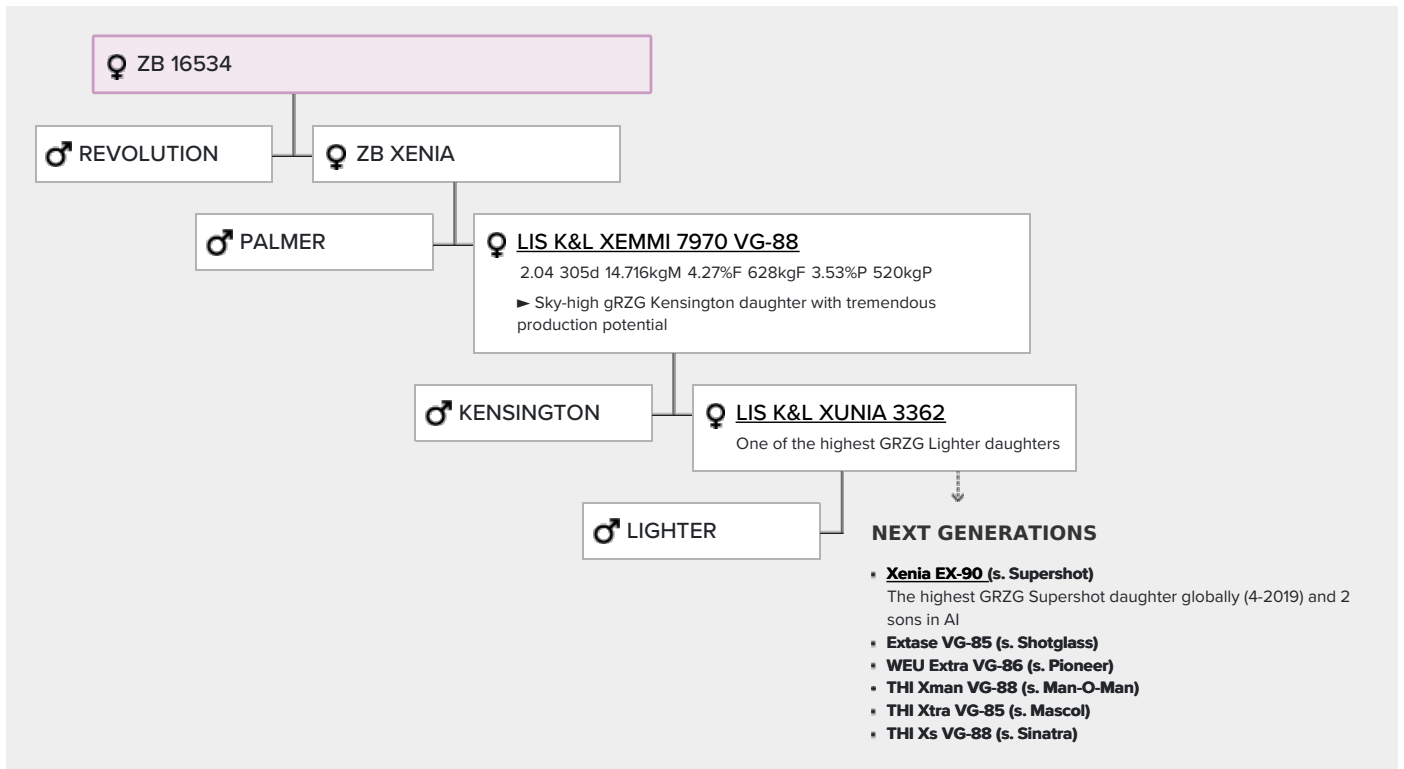 ZB 16534
REVOLUTION
ZB XENIA
PALMER
LIS K&L XEMMI 7970 VG-88
2.04 305d 14.716kgM 4.27%F 628kgF 3.53%P 520kgP
► Sky-high gRZG Kensington daughter with tremendous
production potential
KENSINGTON
LIS K&L XUNIA 3362
One of the highest GRZG Lighter daughters
LIGHTER
NEXT GENERATIONS
Xenia EX-90 (s. Supershot)
The highest GRZG Supershot daughter globally (4-2019) and 2
sons in AI
Extase VG-85 (s. Shotglass)
WEU Extra VG-86 (s. Pioneer)
THI Xman VG-88 (s. Man-O-Man)
THI Xtra VG-85 (s. Mascol)
THI Xs VG-88 (s. Sinatra)